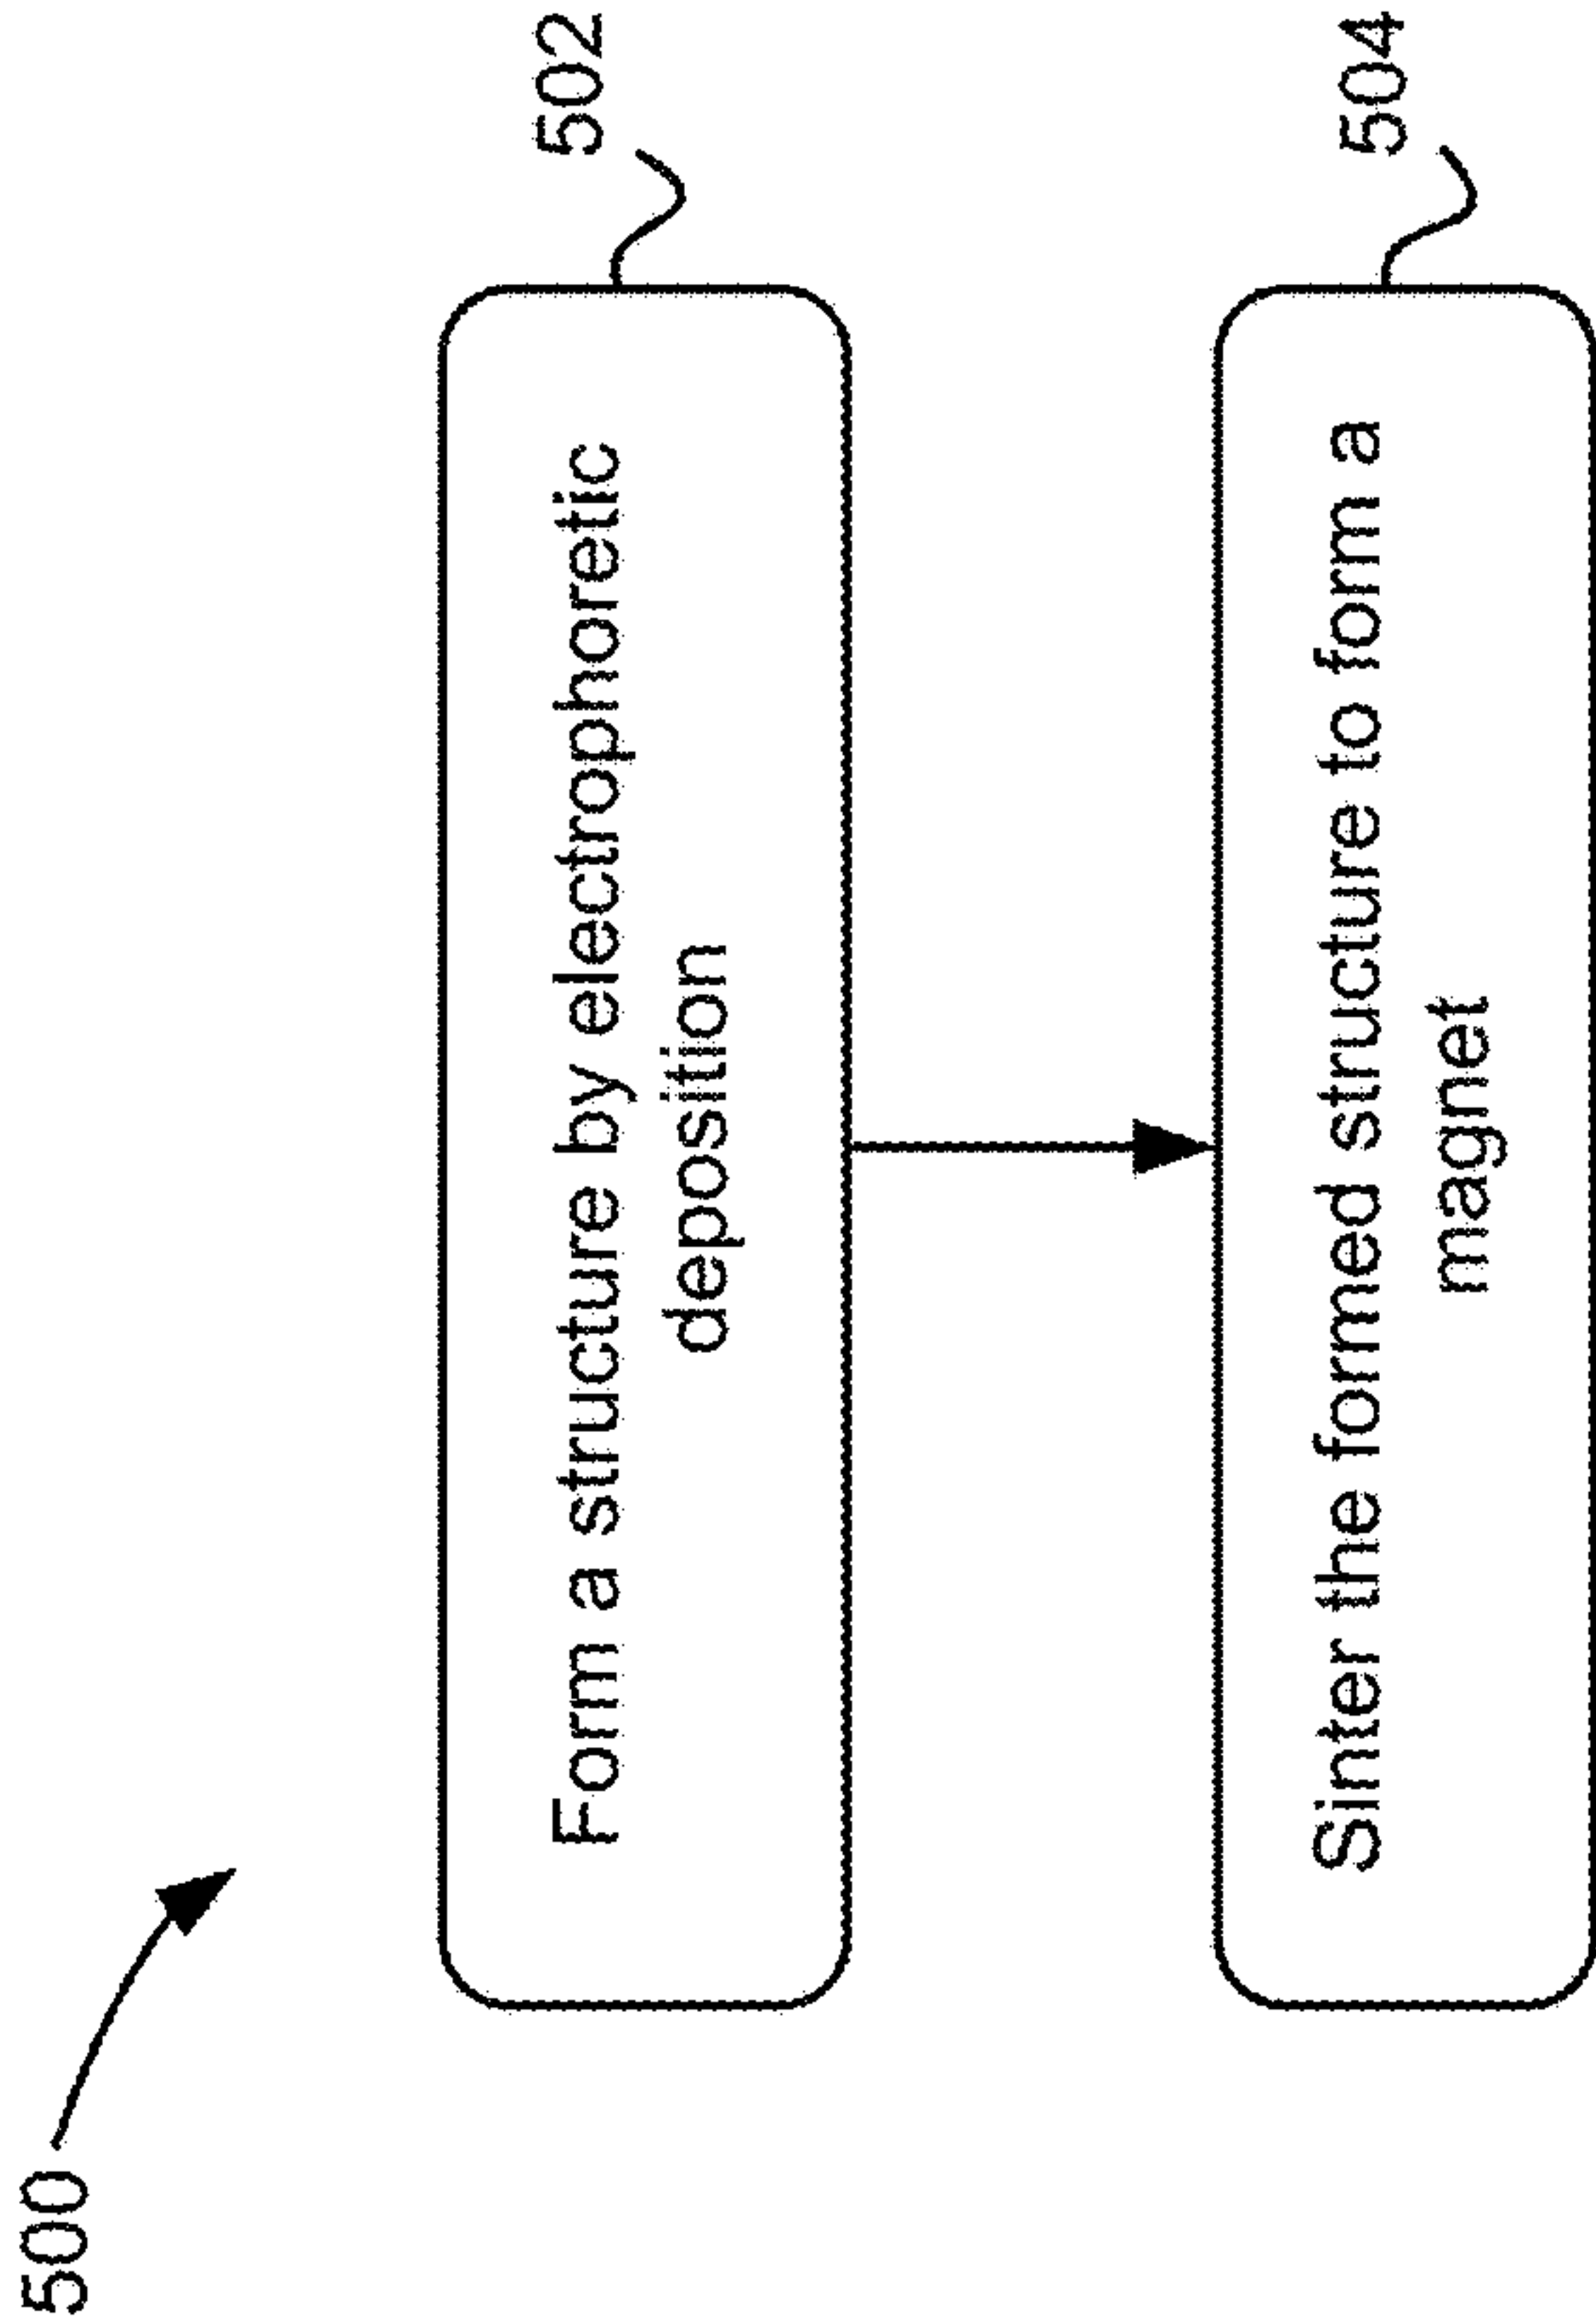 500
Form a structure by electrophoretic
deposition
502
Sinter the formed structure to form a
magnet
504